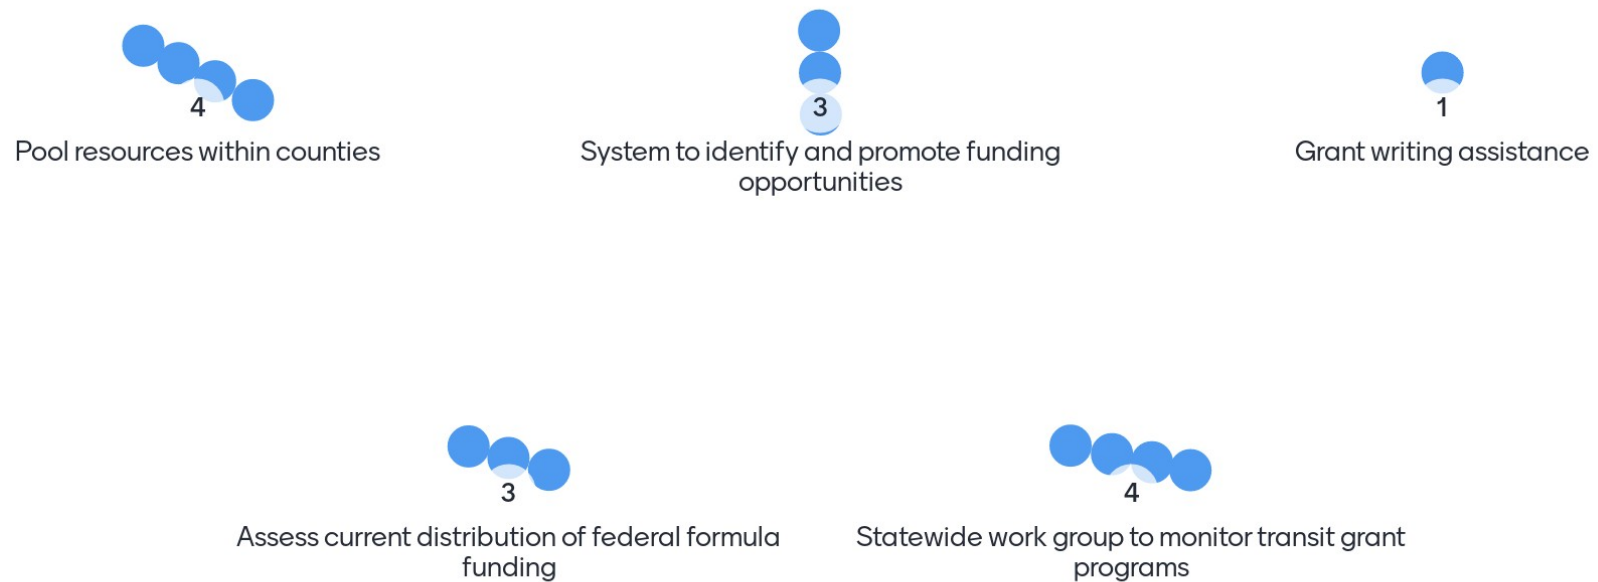 4
Pool resources within counties
3
System to identify and promote funding
opportunities
1
Grant writing assistance
3
Assess current distribution of federal formula
funding
4
Statewide work group to monitor transit grant
programs